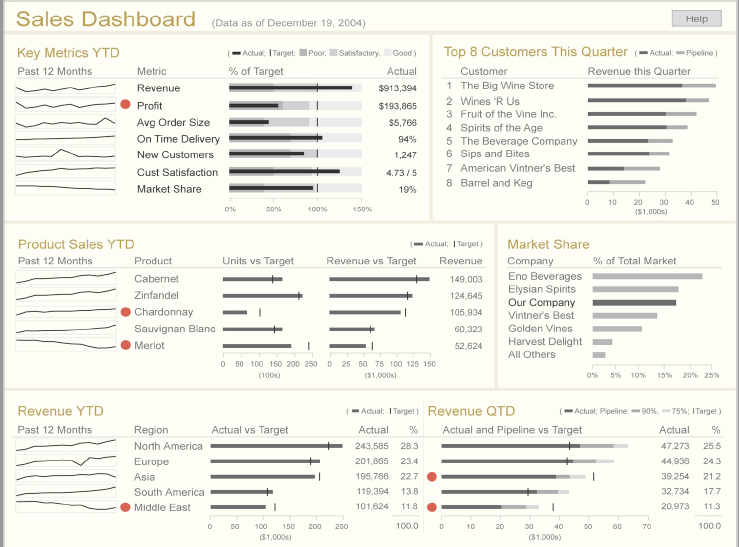 Sales Dashboard (Data as of December 19, 2004) Help
Key Metrics YTD ( Actual; Target; Poor, Satisfactory, Good )
Past 12 Months Metric % of Target Actual
Revenue $913,394
Profit $193,865
Avg Order Size $5,766
On Time Delivery 94%
New Customers 1,247
Cust Satisfaction 4.73 / 5
Market Share 19%
0% 50% 100% 150%
Top 8 Customers This Quarter ( Actual; Pipeline )
Customer Revenue this Quarter
1 The Big Wine Store
2 Wines 'R Us
3 Fruit of the Vine Inc.
4 Spirits of the Age
5 The Beverage Company
6 Sips and Bites
7 American Vintner's Best
8 Barrel and Keg
0 10 20 30 40 50
($1,000s)
Product Sales YTD ( Actual; Target )
Past 12 Months Product Units vs Target Revenue vs Target Revenue
Cabernet 149,003
Zinfandel 124,645
Chardonnay 105,934
Sauvignan Blanc 60,323
Merlot 52,624
0 50 100 150 200 250 0 25 50 75 100 125 150
(100s) ($1,000s)
Market Share
Company % of Total Market
Eno Beverages
Elysian Spirits
Our Company
Vintner's Best
Golden Vines
Harvest Delight
All Others
0% 5% 10% 15% 20% 25%
Revenue YTD ( Actual; Target )
Past 12 Months Region Actual vs Target Actual %
North America 243,585 28.3
Europe 201,865 23.4
Asia 195,766 22.7
South America 119,394 13.8
Middle East 101,624 11.8
0 50 100 150 200 250 100.0
($1,000s)
Revenue QTD ( Actual; Pipeline: 90%, 75%; Target )
Actual and Pipeline vs Target Actual %
47,273 25.5
44,936 24.3
39,254 21.2
32,734 17.7
20,973 11.3
0 10 20 30 40 50 60 70 100.0
($1,000s)